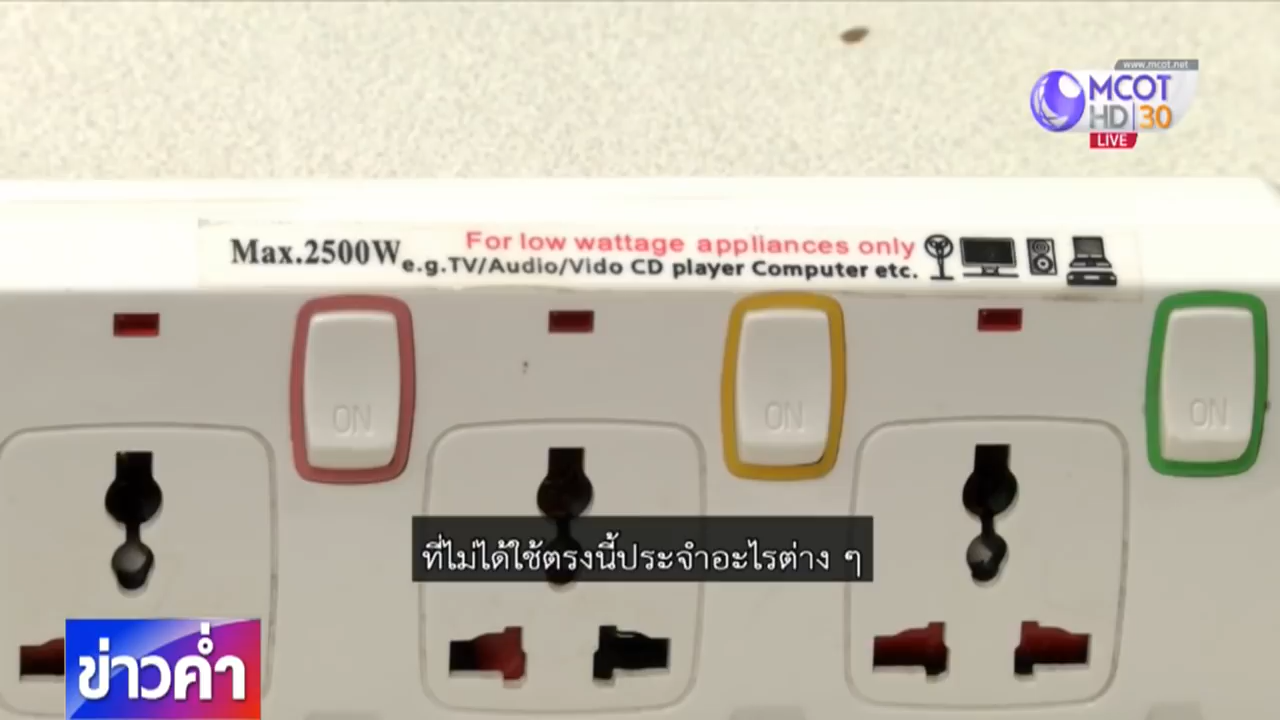 www.mcot.net
MCOT
HD 30
LIVE
Max.2500W
For low wattage appliances only
e.g.TV/Audio/Vido CD player Computer etc.
ON
ON
ON
ที่ไม่ได้ใช้ตรงนี้ประจำอะไรต่าง ๆ
ข่าวค่ำ